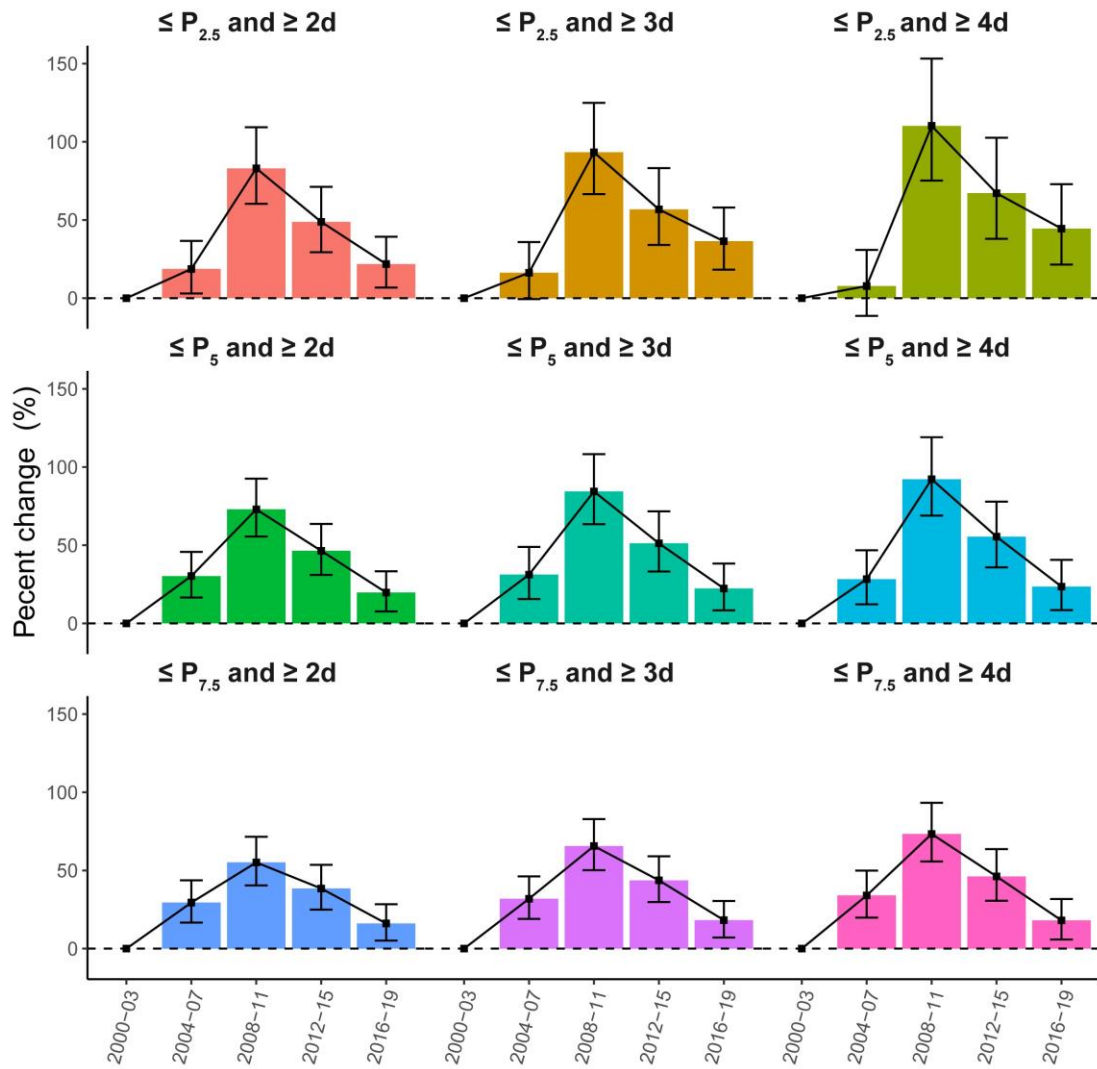 ≤ P2.5 and ≥ 2d
≤ P2.5 and ≥ 3d
≤ P2.5 and ≥ 4d
150
100
50
0
≤ P5 and ≥ 2d
≤ P5 and ≥ 3d
≤ P5 and ≥ 4d
Pecent change (%)
150
100
50
0
≤ P7.5 and ≥ 2d
≤ P7.5 and ≥ 3d
≤ P7.5 and ≥ 4d
150
100
50
0
2000−03
2004−07
2008−11
2012−15
2016−19
2000−03
2004−07
2008−11
2012−15
2016−19
2000−03
2004−07
2008−11
2012−15
2016−19